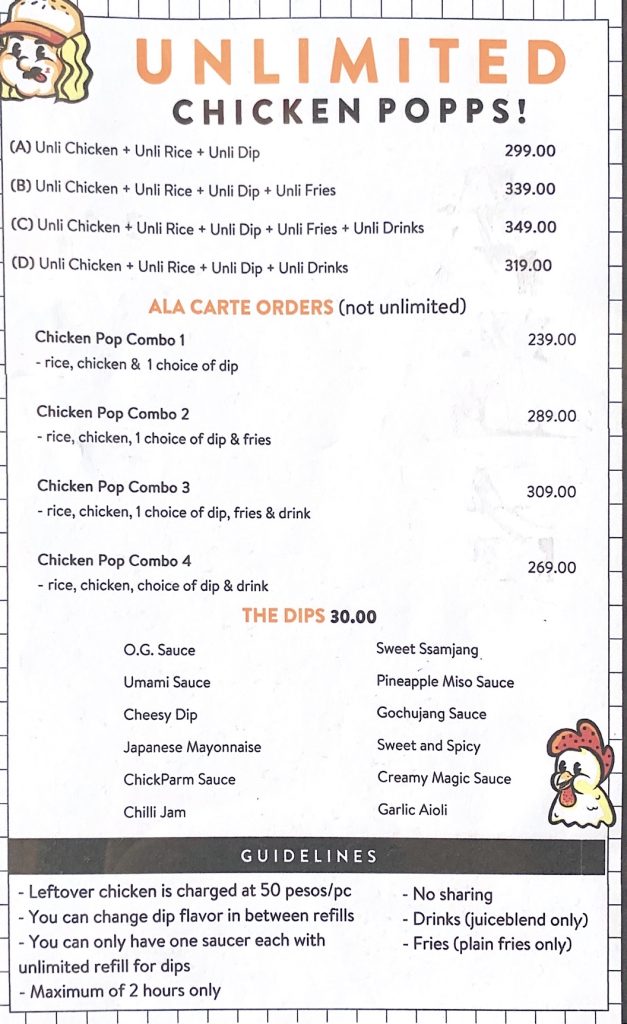 UNLIMITED
CHICKEN POPPS!
(A) Unli Chicken + Unli Rice + Unli Dip 299.00
(B) Unli Chicken + Unli Rice + Unli Dip + Unli Fries 339.00
(C) Unli Chicken + Unli Rice + Unli Dip + Unli Fries + Unli Drinks 349.00
(D) Unli Chicken + Unli Rice + Unli Dip + Unli Drinks 319.00
ALA CARTE ORDERS (not unlimited)
Chicken Pop Combo 1 239.00
- rice, chicken & 1 choice of dip
Chicken Pop Combo 2 289.00
- rice, chicken, 1 choice of dip & fries
Chicken Pop Combo 3 309.00
- rice, chicken, 1 choice of dip, fries & drink
Chicken Pop Combo 4 269.00
- rice, chicken, choice of dip & drink
THE DIPS 30.00
O.G. Sauce
Umami Sauce
Cheesy Dip
Japanese Mayonnaise
ChickParm Sauce
Chilli Jam
Sweet Ssamjang
Pineapple Miso Sauce
Gochujang Sauce
Sweet and Spicy
Creamy Magic Sauce
Garlic Aioli
GUIDELINES
- Leftover chicken is charged at 50 pesos/pc
- You can change dip flavor in between refills
- You can only have one saucer each with
unlimited refill for dips
- Maximum of 2 hours only
- No sharing
- Drinks (juiceblend only)
- Fries (plain fries only)